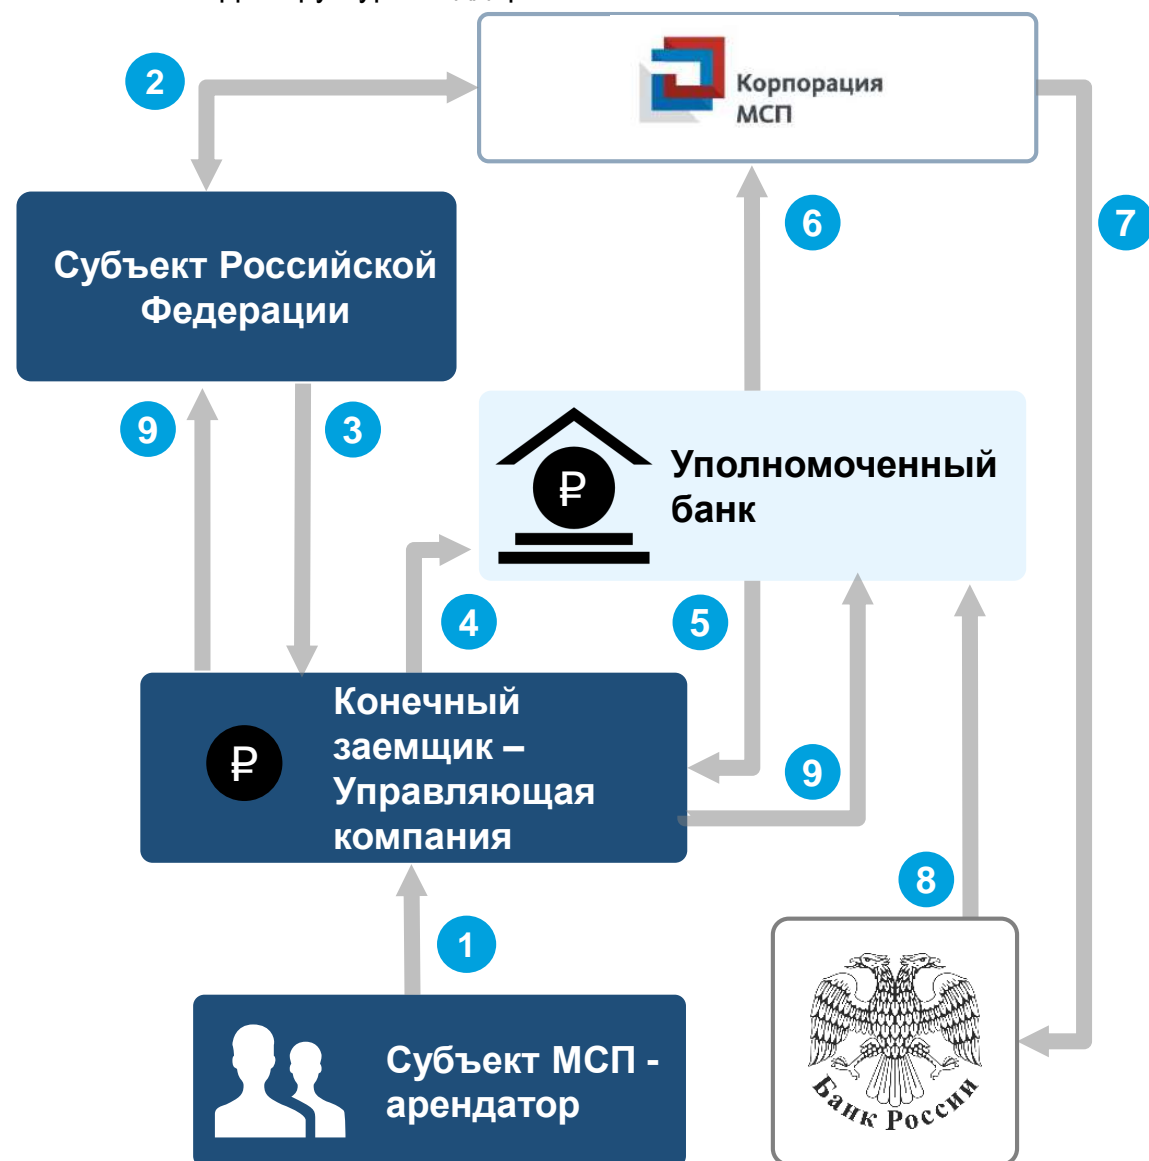 2
Корпорация
МСП
6
7
Субъект Российской
Федерации
9
3
₽
Уполномоченный
банк
4
5
₽
Конечный
заемщик –
Управляющая
компания
9
8
1
Субъект МСП -
арендатор
Банк России